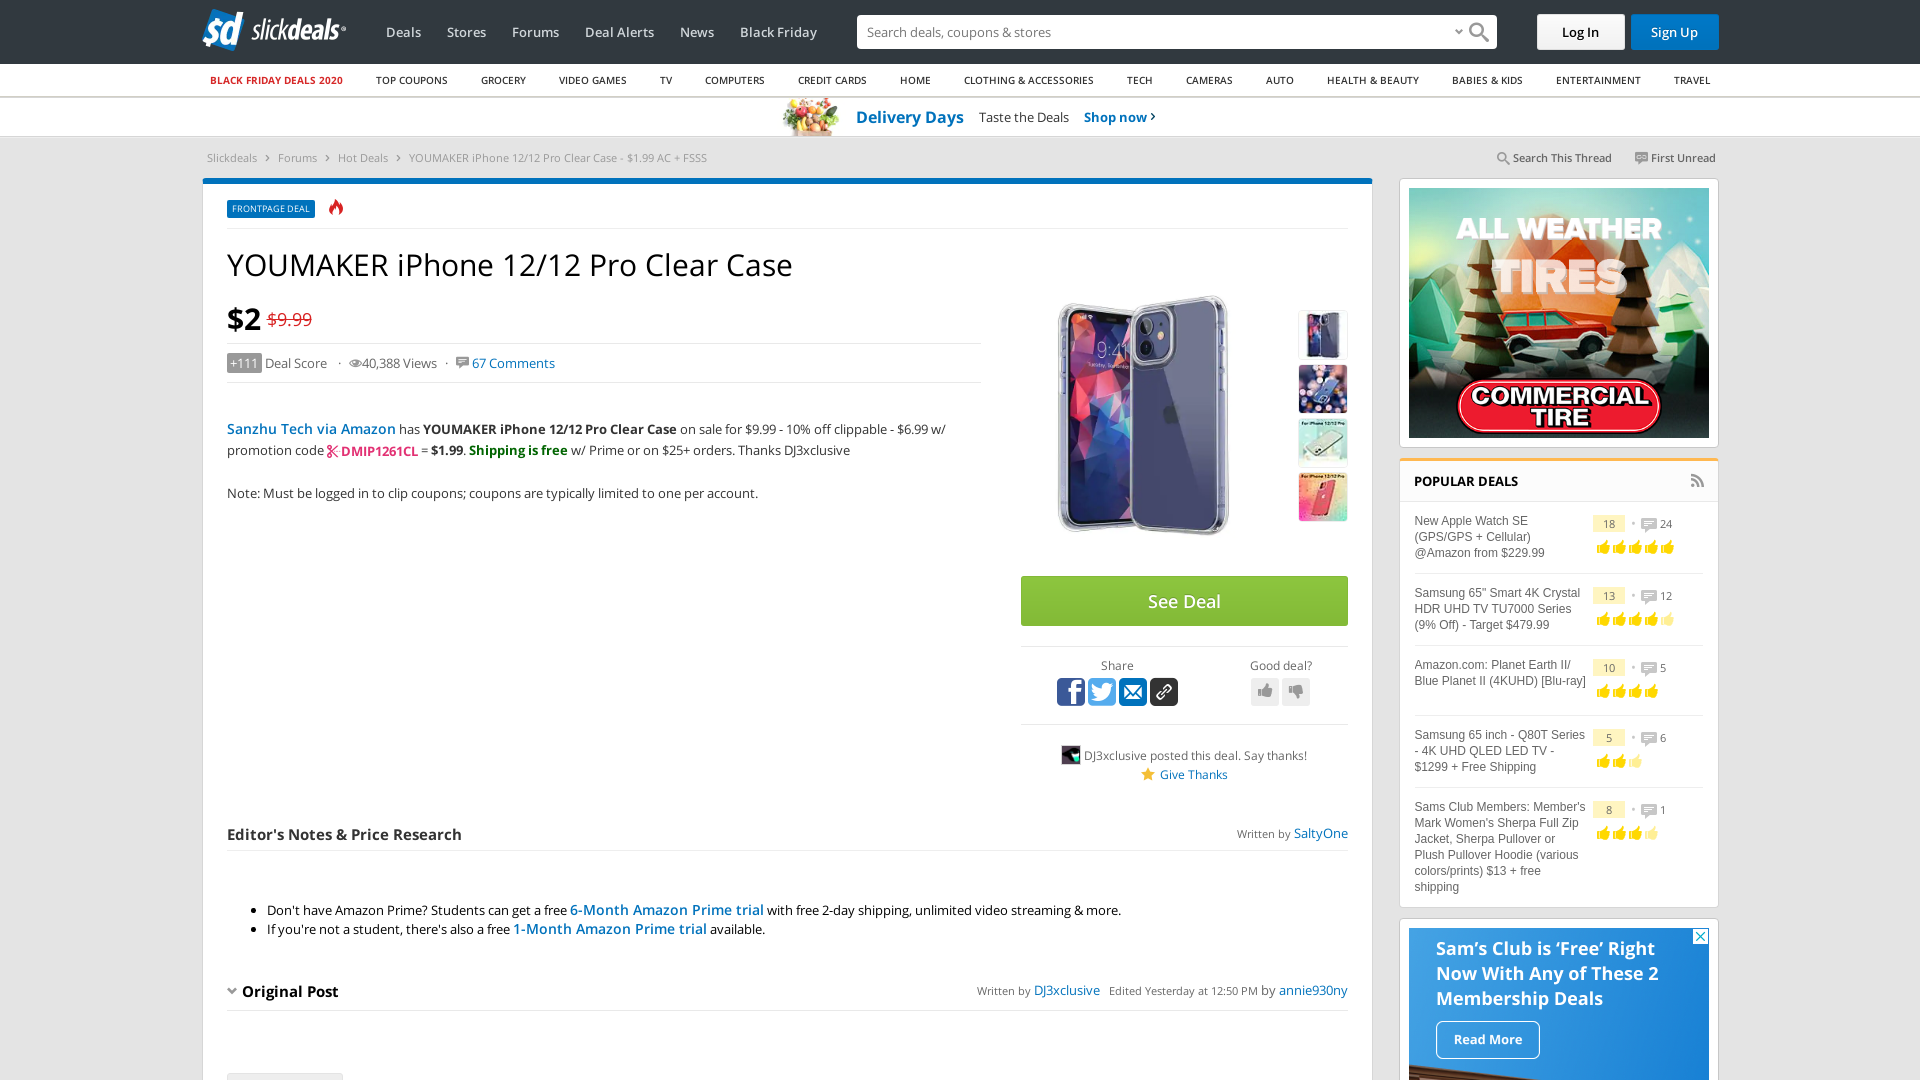 slickdeals
Deals
Stores
Forums
Deal Alerts
News
Black Friday
Search deals, coupons & stores
Log In
Sign Up
BLACK FRIDAY DEALS 2020
TOP COUPONS
GROCERY
VIDEO GAMES
TV
COMPUTERS
CREDIT CARDS
HOME
CLOTHING & ACCESSORIES
TECH
CAMERAS
AUTO
HEALTH & BEAUTY
BABIES & KIDS
ENTERTAINMENT
TRAVEL
Delivery Days Taste the Deals Shop now
Slickdeals
Forums
Hot Deals
YOUMAKER iPhone 12/12 Pro Clear Case - $1.99 AC + FSSS
Search This Thread
First Unread
FRONTPAGE DEAL
YOUMAKER iPhone 12/12 Pro Clear Case
$2 $9.99
+111 Deal Score · 40,388 Views · 67 Comments
Sanzhu Tech via Amazon has YOUMAKER iPhone 12/12 Pro Clear Case on sale for $9.99 - 10% off clippable - $6.99 w/
promotion code DMIP1261CL = $1.99. Shipping is free w/ Prime or on $25+ orders. Thanks DJ3xclusive
Note: Must be logged in to clip coupons; coupons are typically limited to one per account.
9:41
For iPhone 12/12 Pro
For iPhone 12/12 Pro
See Deal
Share
Good deal?
DJ3xclusive posted this deal. Say thanks!
Give Thanks
Editor's Notes & Price Research
Written by SaltyOne
• Don't have Amazon Prime? Students can get a free 6-Month Amazon Prime trial with free 2-day shipping, unlimited video streaming & more.
• If you're not a student, there's also a free 1-Month Amazon Prime trial available.
Original Post
Written by DJ3xclusive Edited Yesterday at 12:50 PM by annie930ny
ALL WEATHER
TIRES
COMMERCIAL
TIRE
POPULAR DEALS
New Apple Watch SE
(GPS/GPS + Cellular)
@Amazon from $229.99
18 • 24
Samsung 65" Smart 4K Crystal
HDR UHD TV TU7000 Series
(9% Off) - Target $479.99
13 • 12
Amazon.com: Planet Earth II/
Blue Planet II (4KUHD) [Blu-ray]
10 • 5
Samsung 65 inch - Q80T Series
- 4K UHD QLED LED TV -
$1299 + Free Shipping
5 • 6
Sams Club Members: Member's
Mark Women's Sherpa Full Zip
Jacket, Sherpa Pullover or
Plush Pullover Hoodie (various
colors/prints) $13 + free
shipping
8 • 1
Sam's Club is 'Free' Right
Now With Any of These 2
Membership Deals
Read More